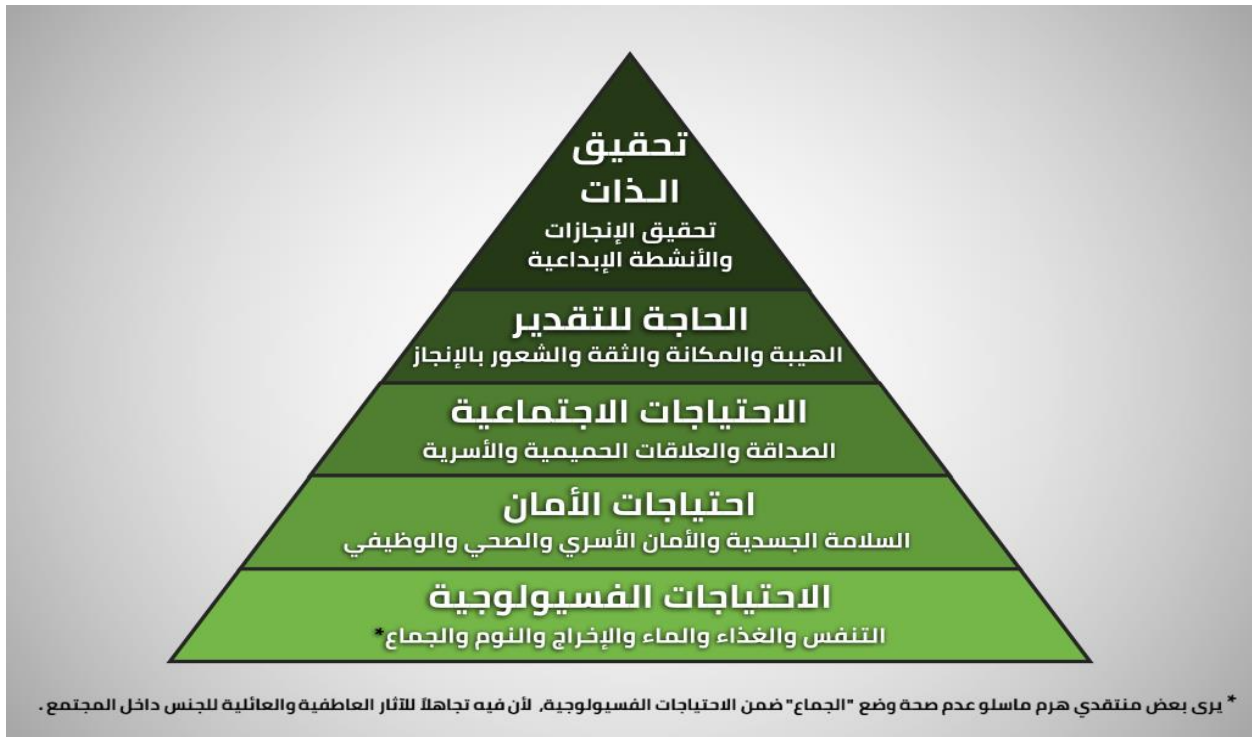 تحقيق
الـذات
تحقيق الإنجازات
والأنشطة الإبداعية
الحاجة للتقدير
الهيبة والمكانة والثقة والشعور بالإنجاز
الاحتياجات الاجتماعية
الصداقة والعلاقات الحميمية والأسرية
احتياجات الأمان
السلامة الجسدية والأمان الأسري والصحي والوظيفي
الاحتياجات الفسيولوجية
التنفس والغذاء والماء والإخراج والنوم والجماع*
* يرى بعض منتقدي هرم ماسلو عدم صحة وضع "الجماع" ضمن الاحتياجات الفسيولوجية، لأن فيه تجاهلاً للآثار العاطفية والعائلية للجنس داخل المجتمع .